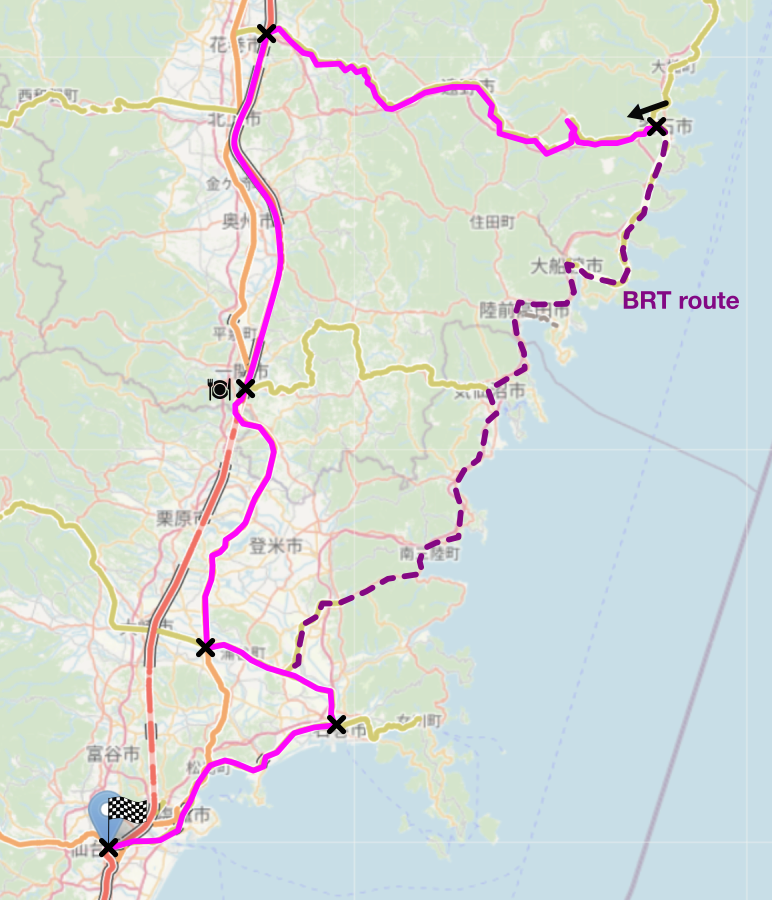 花巻市
大槌町
西和賀町
遠野市
北上市
金ケ崎町
奥州市
住田町
大船渡市
BRT route
陸前高田市
平泉町
一関市
気仙沼市
栗原市
登米市
南三陸町
大崎市
涌谷町
石巻市
女川町
富谷市
松島町
塩竈市
仙台